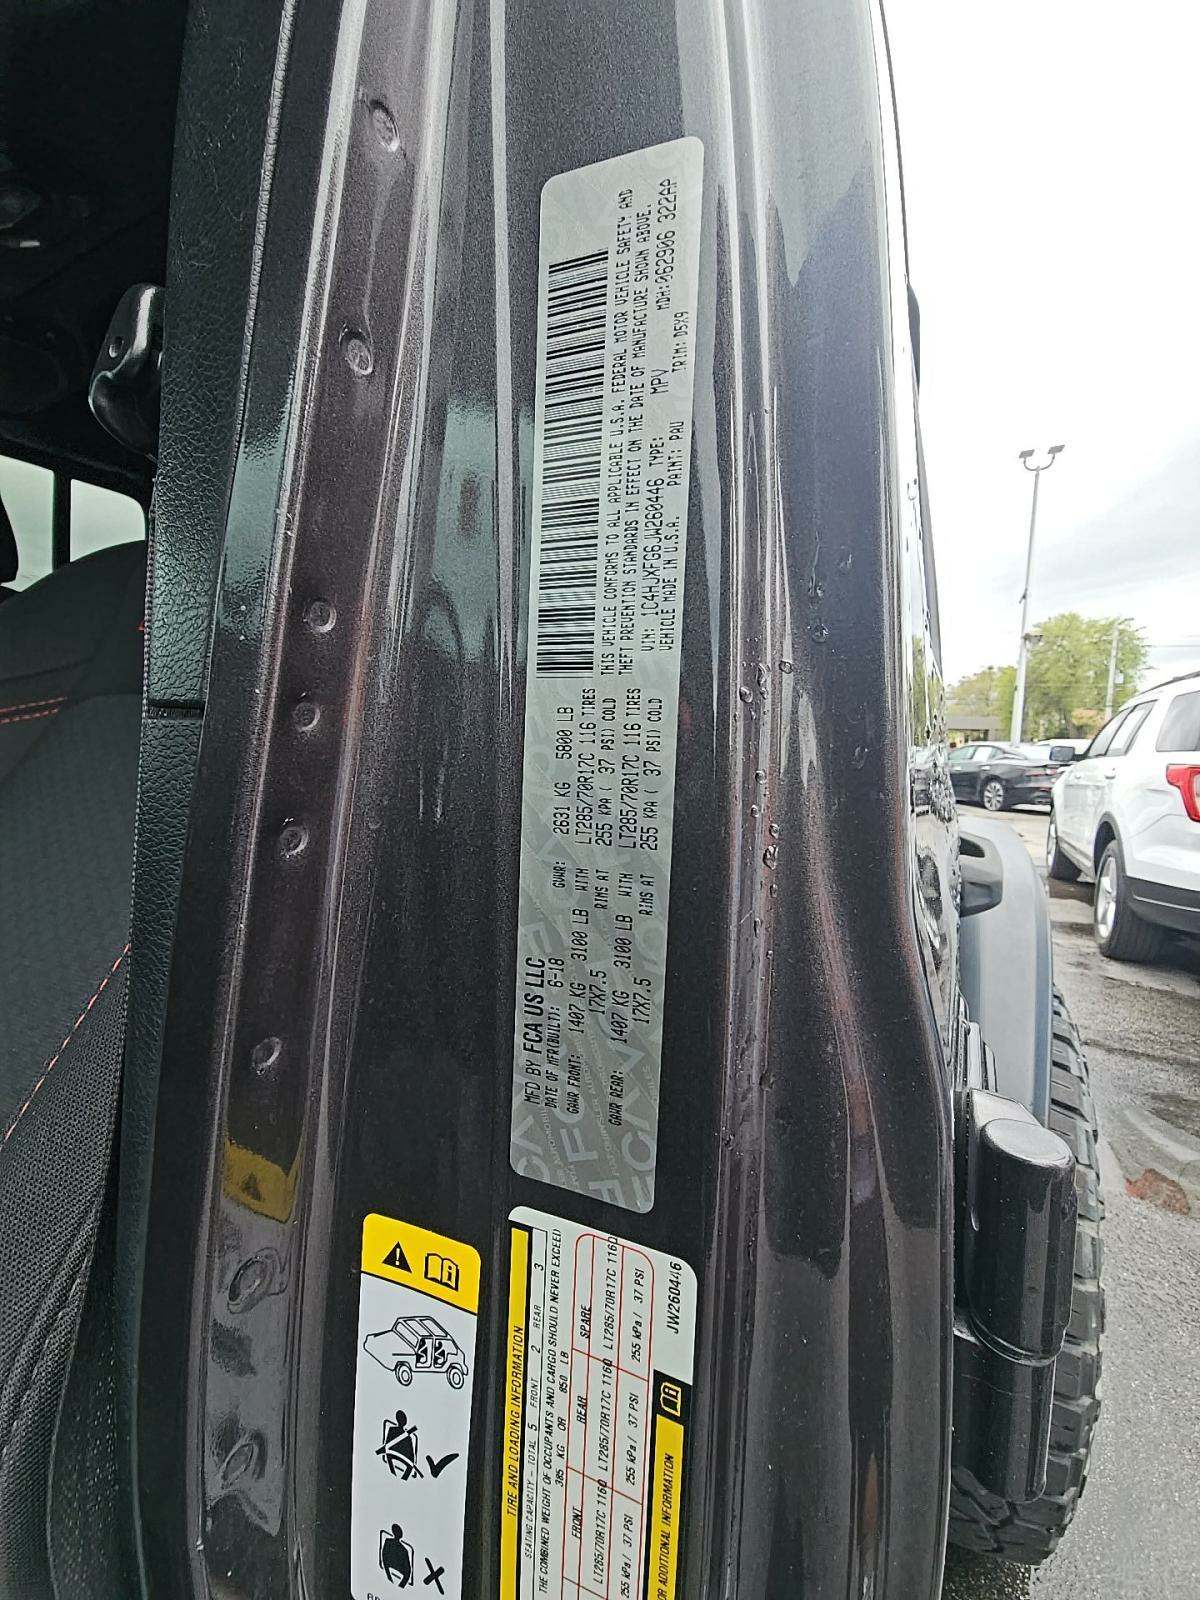 MFD BY FCA US LLC
DATE OF MFR(BUILT): 6-18 GVWR: 2631 KG 5800 LB
GAWR FRONT: 1407 KG 3100 LB WITH LT285/70R17C 116 TIRES
17X7.5 RIMS AT 255 KPA ( 37 PSI) COLD
GAWR REAR: 1407 KG 3100 LB WITH LT285/70R17C 116 TIRES
17X7.5 RIMS AT 255 KPA ( 37 PSI) COLD
THIS VEHICLE CONFORMS TO ALL APPLICABLE U.S.A. FEDERAL MOTOR VEHICLE SAFETY AND
THEFT PREVENTION STANDARDS IN EFFECT ON THE DATE OF MANUFACTURE SHOWN ABOVE.
VIN: 1C4HJXFG6JW260446 TYPE: MPV MDH:062906 322AP
VEHICLE MADE IN U.S.A. PAINT: PAU TRIM: D5X9
TIRE AND LOADING INFORMATION
SEATING CAPACITY - TOTAL 5 FRONT 2 REAR 3
THE COMBINED WEIGHT OF OCCUPANTS AND CARGO SHOULD NEVER EXCEED
385 KG OR 850 LB
FRONT REAR SPARE
LT285/70R17C 116Q LT285/70R17C 116Q LT285/70R17C 116Q
255 kPa/ 37 PSI 255 kPa/ 37 PSI 255 kPa/ 37 PSI
OR ADDITIONAL INFORMATION
JW260446